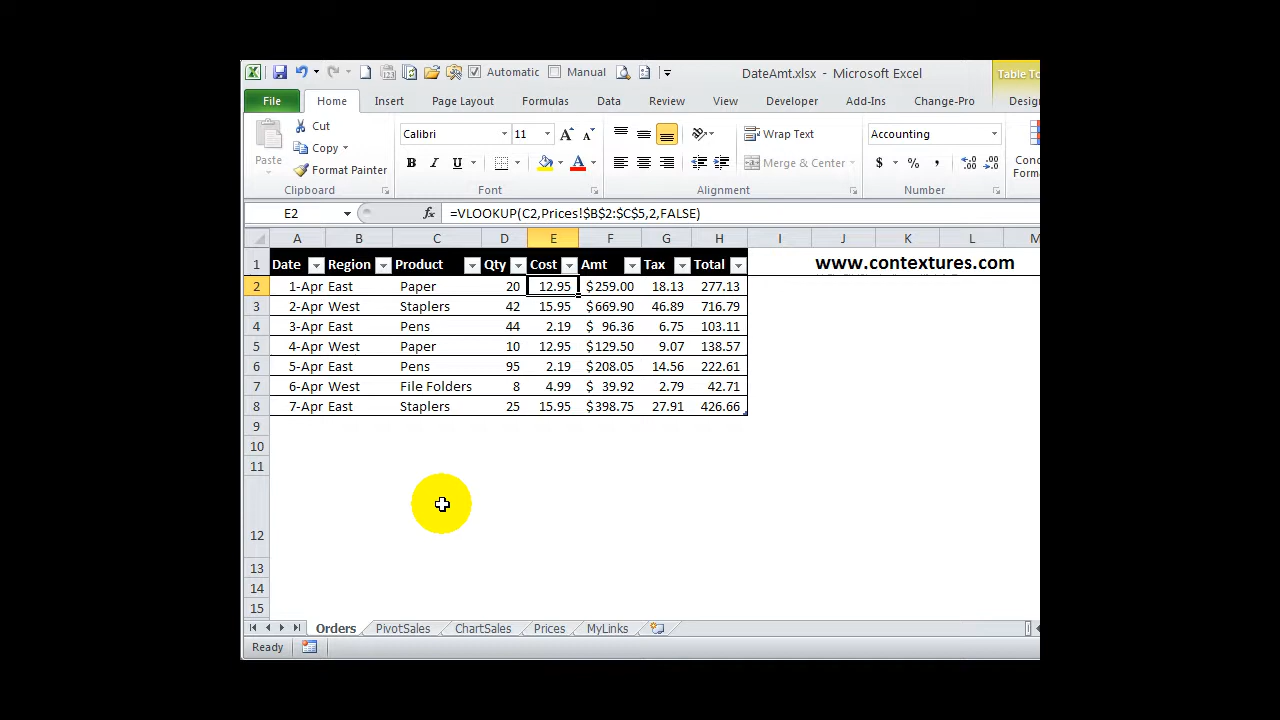 Automatic Manual DateAmt.xlsx - Microsoft Excel Table To
File Home Insert Page Layout Formulas Data Review View Developer Add-Ins Change-Pro Design
Paste Cut Calibri 11 Wrap Text Accounting
Copy B I U A Merge & Center $ % , Conc
Format Painter Forma
Clipboard Font Alignment Number
E2 fx =VLOOKUP(C2,Prices!$B$2:$C$5,2,FALSE)
A B C D E F G H I J K L M
1 Date Region Product Qty Cost Amt Tax Total www.contextures.com
2 1-Apr East Paper 20 12.95 $259.00 18.13 277.13
3 2-Apr West Staplers 42 15.95 $669.90 46.89 716.79
4 3-Apr East Pens 44 2.19 $ 96.36 6.75 103.11
5 4-Apr West Paper 10 12.95 $129.50 9.07 138.57
6 5-Apr East Pens 95 2.19 $208.05 14.56 222.61
7 6-Apr West File Folders 8 4.99 $ 39.92 2.79 42.71
8 7-Apr East Staplers 25 15.95 $398.75 27.91 426.66
9
10
11
12
13
14
15
Orders PivotSales ChartSales Prices MyLinks
Ready